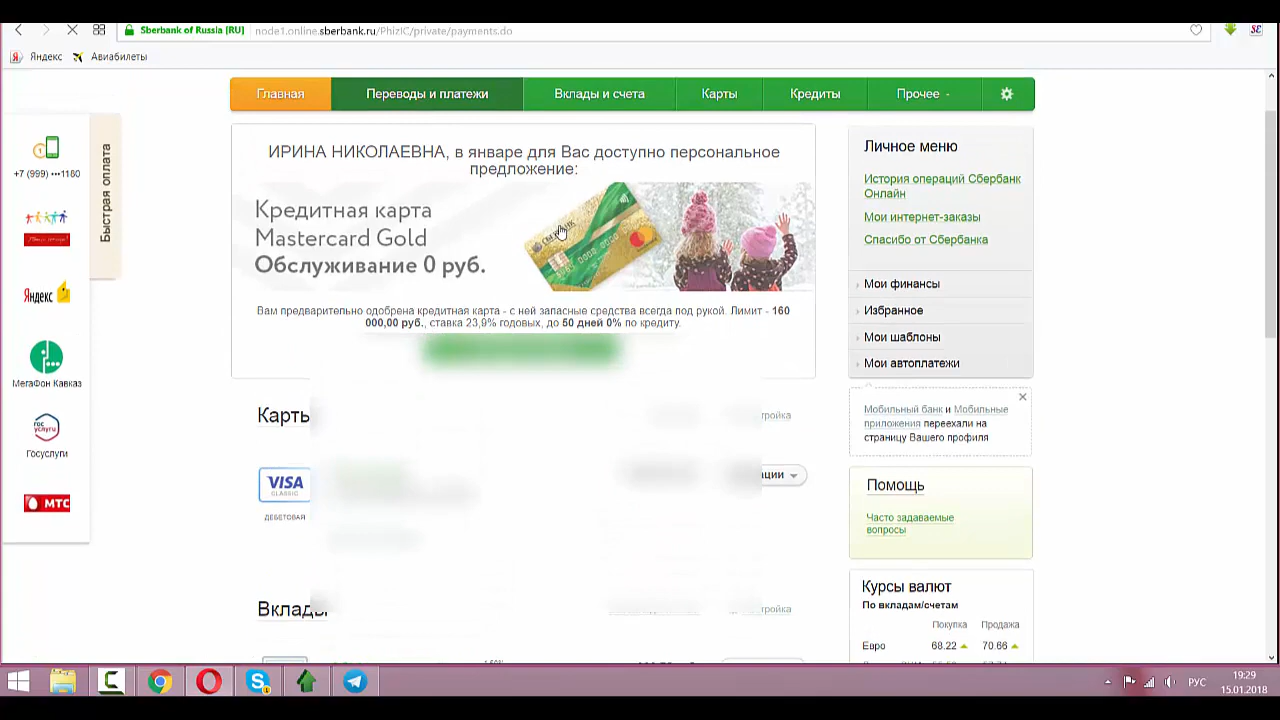 Sberbank of Russia [RU]
node1.online.sberbank.ru/PhizIC/private/payments.do
Яндекс
Авиабилеты
Главная
Переводы и платежи
Вклады и счета
Карты
Кредиты
Прочее
Быстрая оплата
+7 (999) •••1180
Яндекс
МегаФон Кавказ
гос
услуги
Госуслуги
МТС
ИРИНА НИКОЛАЕВНА, в январе для Вас доступно персональное
предложение:
Кредитная карта
Mastercard Gold
Обслуживание 0 руб.
Вам предварительно одобрена кредитная карта - с ней запасные средства всегда под рукой. Лимит - 160
000,00 руб., ставка 23,9% годовых, до 50 дней 0% по кредиту.
Карты
тройка
VISA
CLASSIC
ДЕБЕТОВАЯ
ации
Вклады
тройка
Личное меню
История операций Сбербанк
Онлайн
Мои интернет-заказы
Спасибо от Сбербанка
Мои финансы
Избранное
Мои шаблоны
Мои автоплатежи
Мобильный банк и Мобильные
приложения переехали на
страницу Вашего профиля
Помощь
Часто задаваемые
вопросы
Курсы валют
По вкладам/счетам
Покупка Продажа
Евро 68.22 70.66
РУС
19:29
15.01.2018